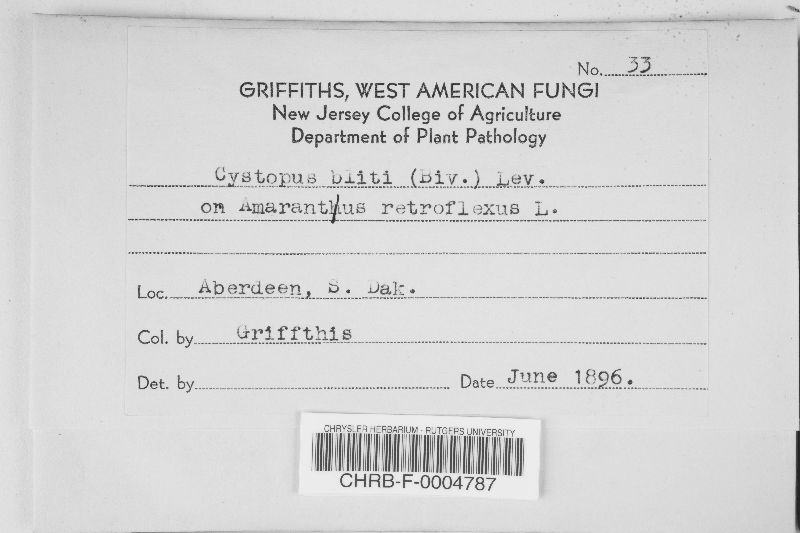 No. 33
GRIFFITHS, WEST AMERICAN FUNGI
New Jersey College of Agriculture
Department of Plant Pathology
Cystopus bliti (Biv.) Lev.
on Amaranthus retroflexus L.
Loc. Aberdeen, S. Dak.
Col. by Griffthis
Det. by
Date June 1896.
CHRYSLER HERBARIUM - RUTGERS UNIVERSITY
CHRB-F-0004787